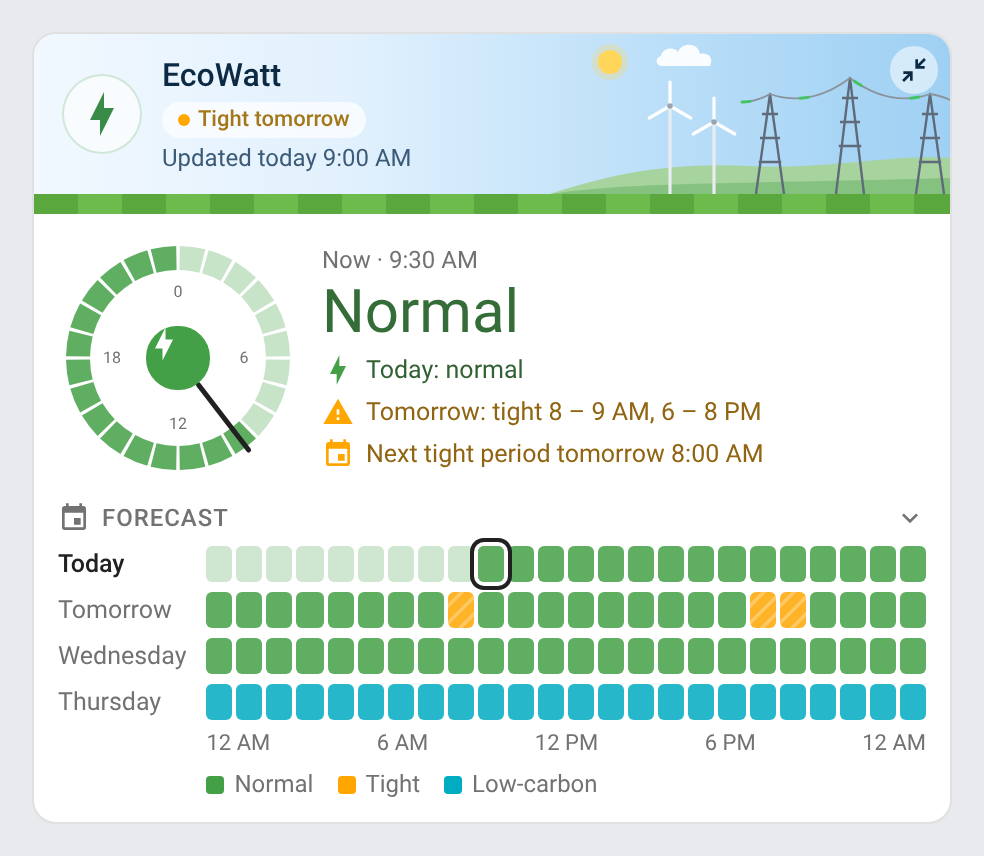 EcoWatt
Tight tomorrow
Updated today 9:00 AM
0
18
6
12
Now · 9:30 AM
Normal
Today: normal
Tomorrow: tight 8 – 9 AM, 6 – 8 PM
Next tight period tomorrow 8:00 AM
FORECAST
Today
Tomorrow
Wednesday
Thursday
12 AM 6 AM 12 PM 6 PM 12 AM
Normal Tight Low-carbon